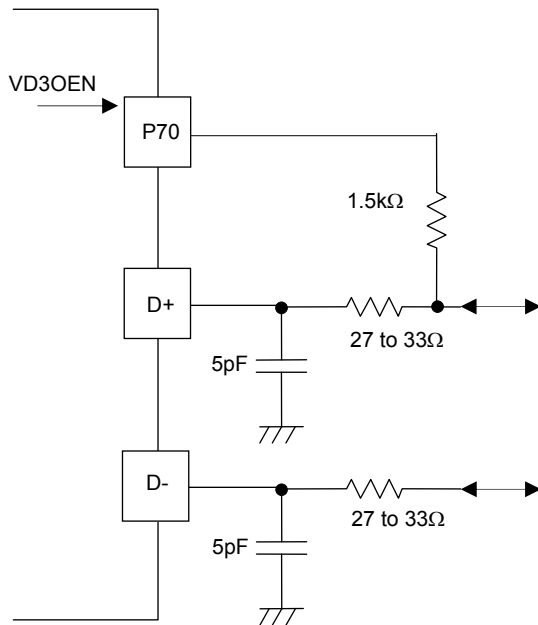 VD3OEN
P70
1.5kΩ
D+
27 to 33Ω
5pF
D-
27 to 33Ω
5pF